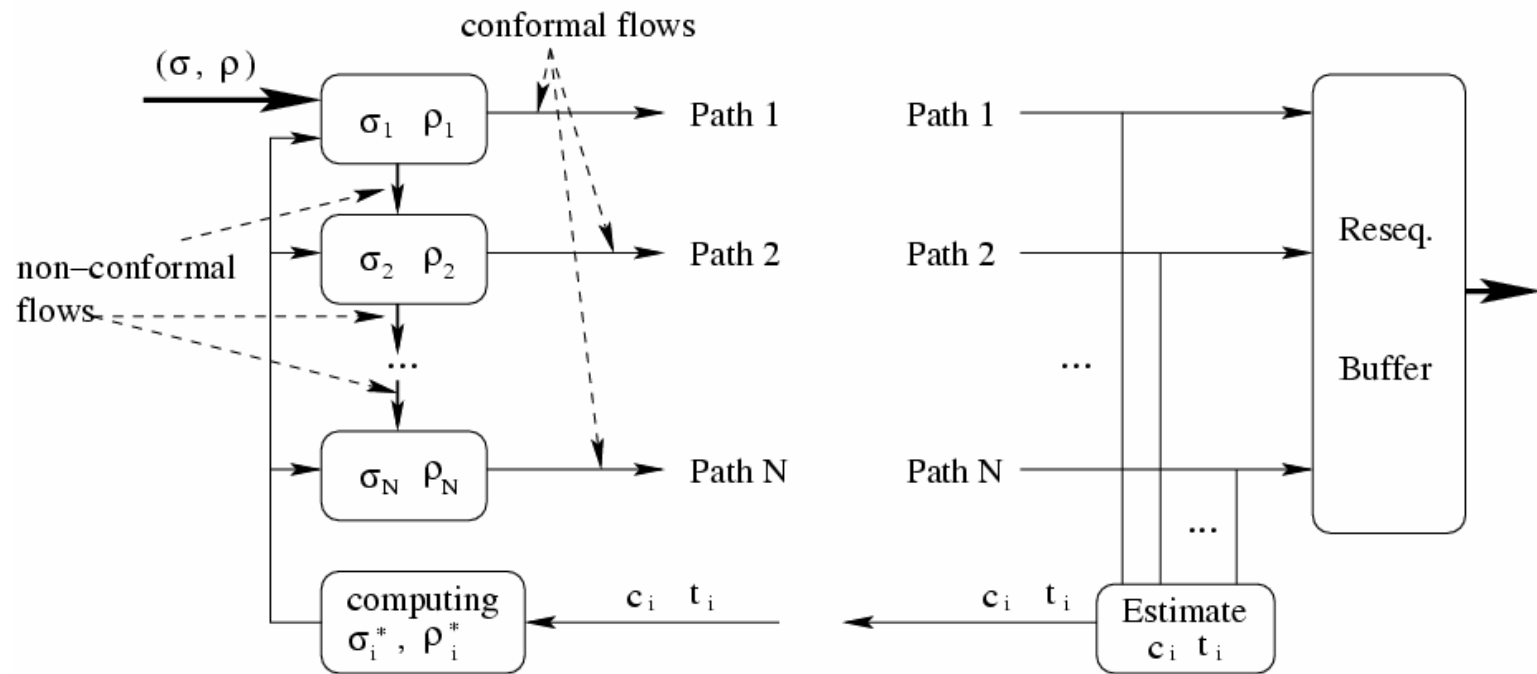 conformal flows
(σ, ρ)
σ₁ ρ₁
Path 1
Path 1
σ₂ ρ₂
Path 2
Path 2
non–conformal
flows
Reseq.
Buffer
...
...
σN ρN
Path N
Path N
...
computing
σᵢ*, ρᵢ*
cᵢ tᵢ
cᵢ tᵢ
Estimate
cᵢ tᵢ